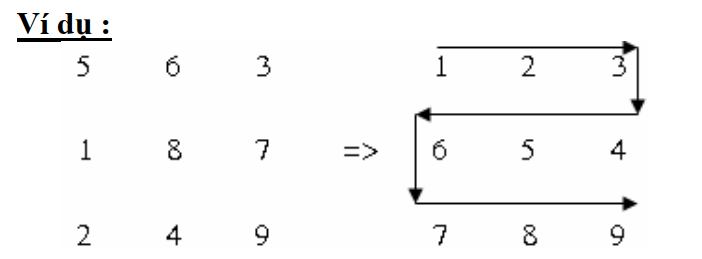 Ví dụ :
5 6 3 1 2 3
1 8 7 => 6 5 4
2 4 9 7 8 9